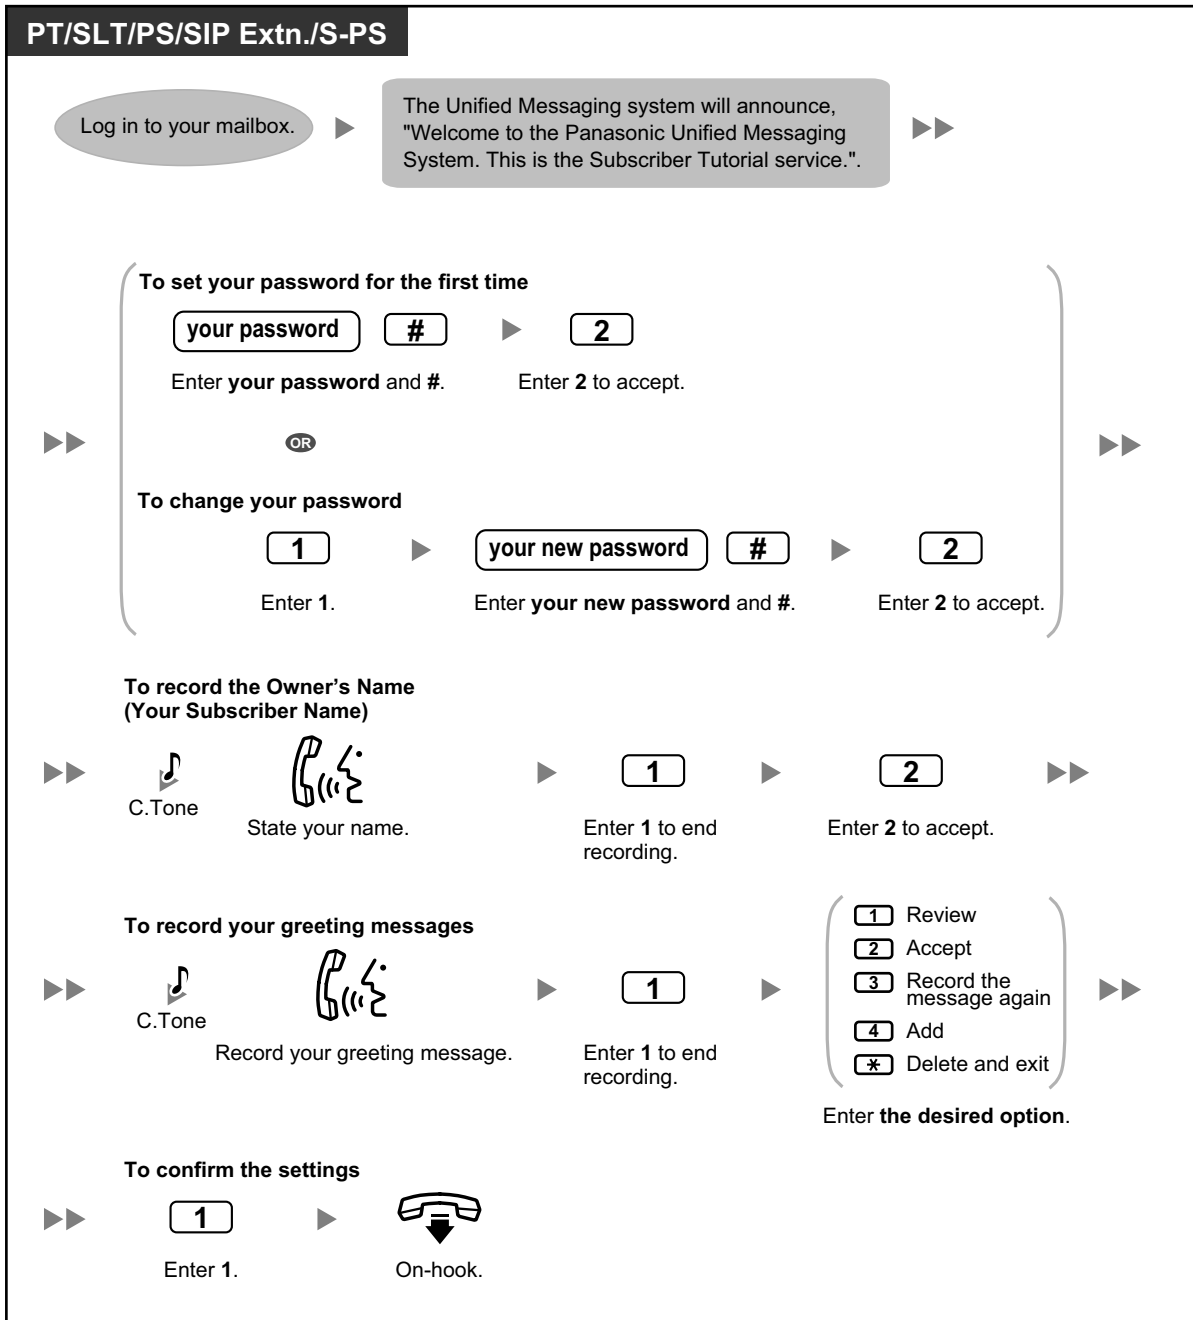 PT/SLT/PS/SIP Extn./S-PS
Log in to your mailbox.
The Unified Messaging system will announce,
"Welcome to the Panasonic Unified Messaging
System. This is the Subscriber Tutorial service.".
To set your password for the first time
your password # 2
Enter your password and #. Enter 2 to accept.
OR
To change your password
1 your new password # 2
Enter 1. Enter your new password and #. Enter 2 to accept.
To record the Owner's Name
(Your Subscriber Name)
1 2
C.Tone
State your name. Enter 1 to end Enter 2 to accept.
recording.
To record your greeting messages
1
C.Tone
Record your greeting message. Enter 1 to end
recording.
1 Review
2 Accept
3 Record the
message again
4 Add
* Delete and exit
Enter the desired option.
To confirm the settings
1
Enter 1. On-hook.